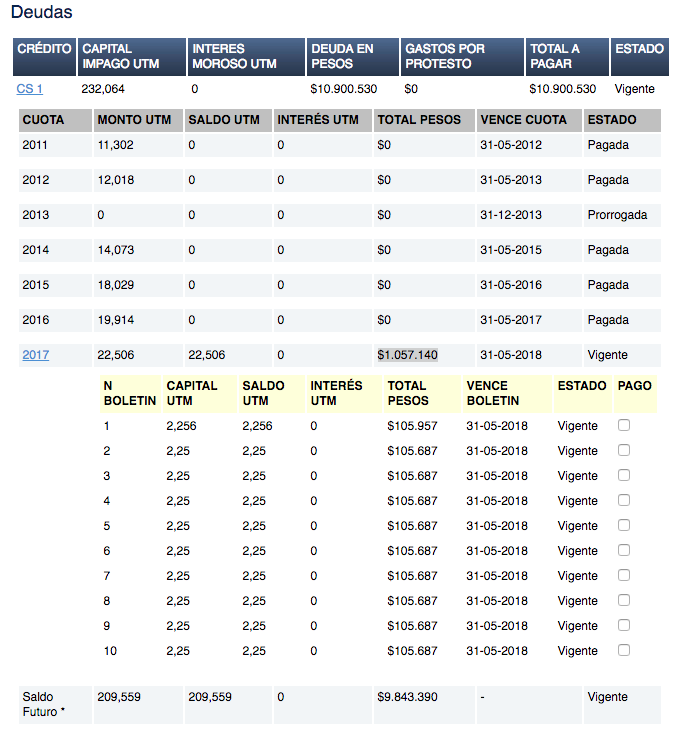 Deudas
CRÉDITO CAPITAL IMPAGO UTM INTERES MOROSO UTM DEUDA EN PESOS GASTOS POR PROTESTO TOTAL A PAGAR ESTADO
CS 1 232,064 0 $10.900.530 $0 $10.900.530 Vigente
CUOTA MONTO UTM SALDO UTM INTERÉS UTM TOTAL PESOS VENCE CUOTA ESTADO
2011 11,302 0 0 $0 31-05-2012 Pagada
2012 12,018 0 0 $0 31-05-2013 Pagada
2013 0 0 0 $0 31-12-2013 Prorrogada
2014 14,073 0 0 $0 31-05-2015 Pagada
2015 18,029 0 0 $0 31-05-2016 Pagada
2016 19,914 0 0 $0 31-05-2017 Pagada
2017 22,506 22,506 0 $1.057.140 31-05-2018 Vigente
N BOLETIN CAPITAL UTM SALDO UTM INTERÉS UTM TOTAL PESOS VENCE BOLETIN ESTADO PAGO
1 2,256 2,256 0 $105.957 31-05-2018 Vigente
2 2,25 2,25 0 $105.687 31-05-2018 Vigente
3 2,25 2,25 0 $105.687 31-05-2018 Vigente
4 2,25 2,25 0 $105.687 31-05-2018 Vigente
5 2,25 2,25 0 $105.687 31-05-2018 Vigente
6 2,25 2,25 0 $105.687 31-05-2018 Vigente
7 2,25 2,25 0 $105.687 31-05-2018 Vigente
8 2,25 2,25 0 $105.687 31-05-2018 Vigente
9 2,25 2,25 0 $105.687 31-05-2018 Vigente
10 2,25 2,25 0 $105.687 31-05-2018 Vigente
Saldo Futuro * 209,559 209,559 0 $9.843.390 - Vigente